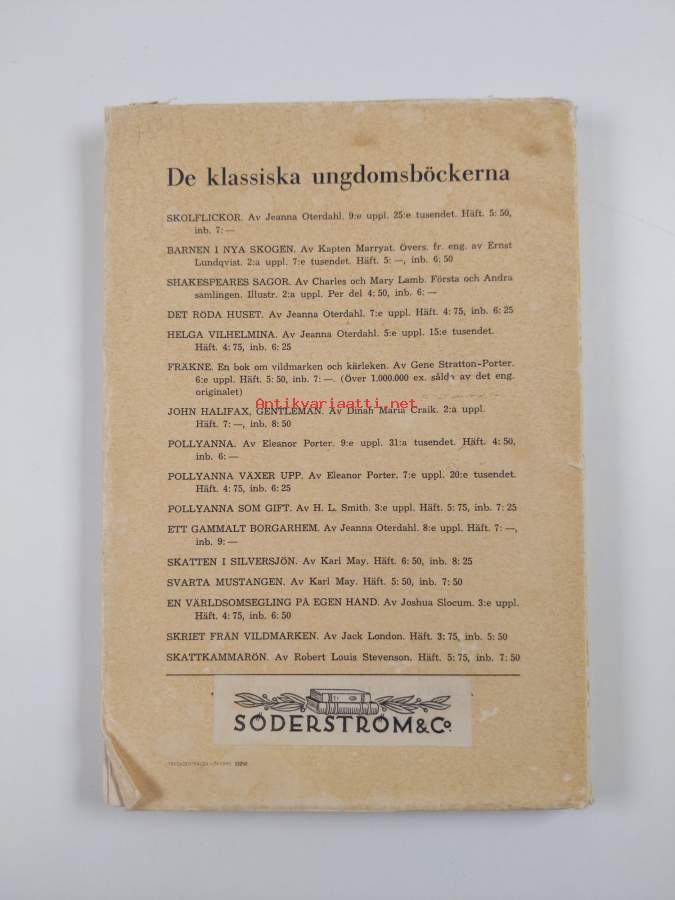 De klassiska ungdomsböckerna
SKOLFLICKOR. Av Jeanna Oterdahl. 9:e uppl. 25:e tusendet. Häft. 5: 50,
inb. 7: —
BARNEN I NYA SKOGEN. Av Kapten Marryat. Övers. fr. eng. av Ernst
Lundqvist. 2:a uppl. 7:e tusendet. Häft. 5: —, inb. 6: 50
SHAKESPEARES SAGOR. Av Charles och Mary Lamb. Första och Andra
samlingen. Illustr. 2:a uppl. Per del 4: 50, inb. 6: —
DET RÖDA HUSET. Av Jeanna Oterdahl. 7:e uppl. Häft. 4: 75, inb. 6: 25
HELGA VILHELMINA. Av Jeanna Oterdahl. 5:e uppl. 15:e tusendet.
Häft. 4: 75, inb. 6: 25
FRÄKNE. En bok om vildmarken och kärleken. Av Gene Stratton-Porter.
6:e uppl. Häft. 5: 50, inb. 7: —. (Över 1.000.000 ex. sålda av det eng.
originalet)
Antikvariaatti.net
JOHN HALIFAX, GENTLEMAN. Av Dinah Maria Craik. 2:a uppl.
Häft. 7: —, inb. 8: 50
POLLYANNA. Av Eleanor Porter. 9:e uppl. 31:a tusendet. Häft. 4: 50,
inb. 6: —
POLLYANNA VÄXER UPP. Av Eleanor Porter. 7:e uppl. 20:e tusendet.
Häft. 4: 75, inb. 6: 25
POLLYANNA SOM GIFT. Av H. L. Smith. 3:e uppl. Häft. 5: 75, inb. 7: 25
ETT GAMMALT BORGARHEM. Av Jeanna Oterdahl. 8:e uppl. Häft. 7: —,
inb. 9: —
SKATTEN I SILVERSJÖN. Av Karl May. Häft. 6: 50, inb. 8: 25
SVARTA MUSTANGEN. Av Karl May. Häft. 5: 50, inb. 7: 50
EN VÄRLDSOMSEGLING PÅ EGEN HAND. Av Joshua Slocum. 3:e uppl.
Häft. 4: 75, inb. 6: 50
SKRIET FRÅN VILDMARKEN. Av Jack London. Häft. 3: 75, inb. 5: 50
SKATTKAMMARÖN. Av Robert Louis Stevenson. Häft. 5: 75, inb. 7: 50
SÖDERSTRÖM & Co.